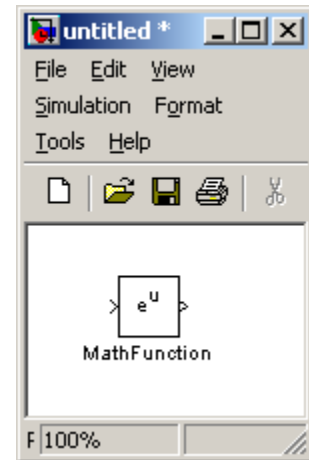 untitled *
File Edit View
Simulation Format
Tools Help
e^u
MathFunction
F 100%